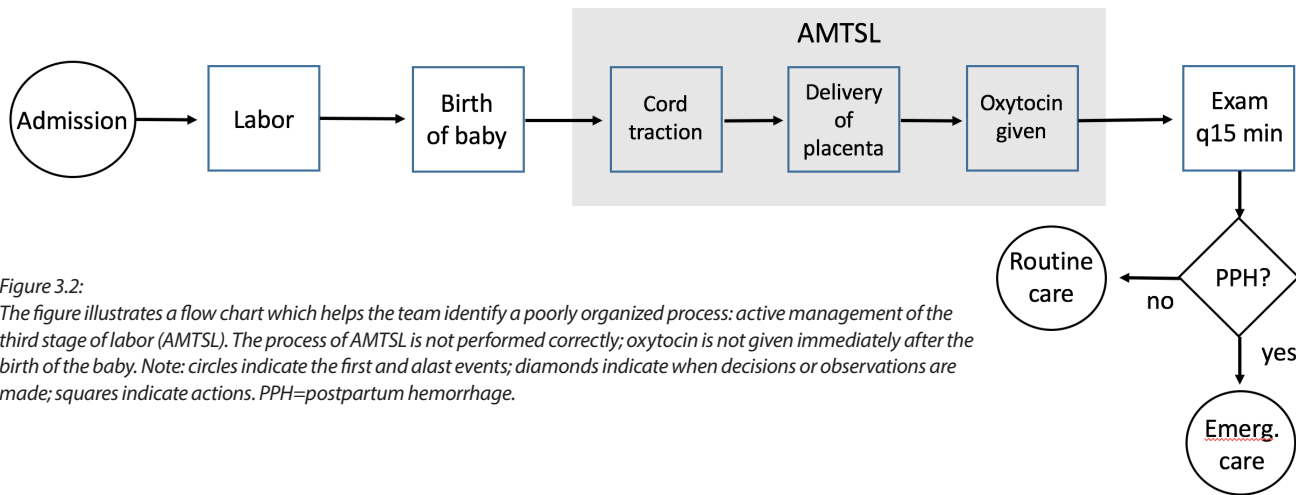 AMTSL
Admission
Labor
Birth
of baby
Cord
traction
Delivery
of
placenta
Oxytocin
given
Exam
q15 min
PPH?
no
Routine
care
yes
Emerg.
care
Figure 3.2:
The figure illustrates a flow chart which helps the team identify a poorly organized process: active management of the
third stage of labor (AMTSL). The process of AMTSL is not performed correctly; oxytocin is not given immediately after the
birth of the baby. Note: circles indicate the first and alast events; diamonds indicate when decisions or observations are
made; squares indicate actions. PPH=postpartum hemorrhage.